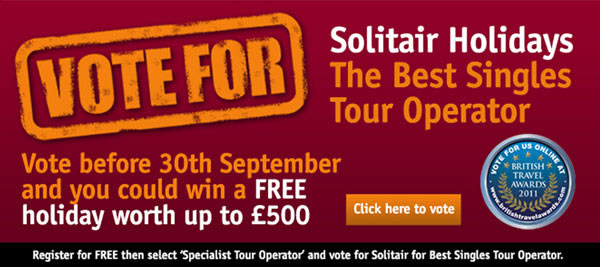 VOTE FOR
Solitair Holidays
The Best Singles
Tour Operator
Vote before 30th September
and you could win a FREE
holiday worth up to £500
Click here to vote
VOTE FOR US ONLINE AT
BRITISH
TRAVEL
AWARDS
2011
www.britishtravelawards.com
Register for FREE then select 'Specialist Tour Operator' and vote for Solitair for Best Singles Tour Operator.